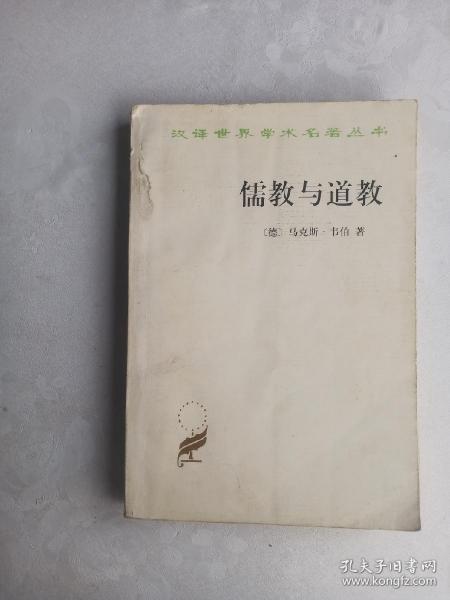 汉译世界学术名著丛书
儒教与道教
〔德〕马克斯·韦伯 著
孔夫子旧书网
www.kongfz.com